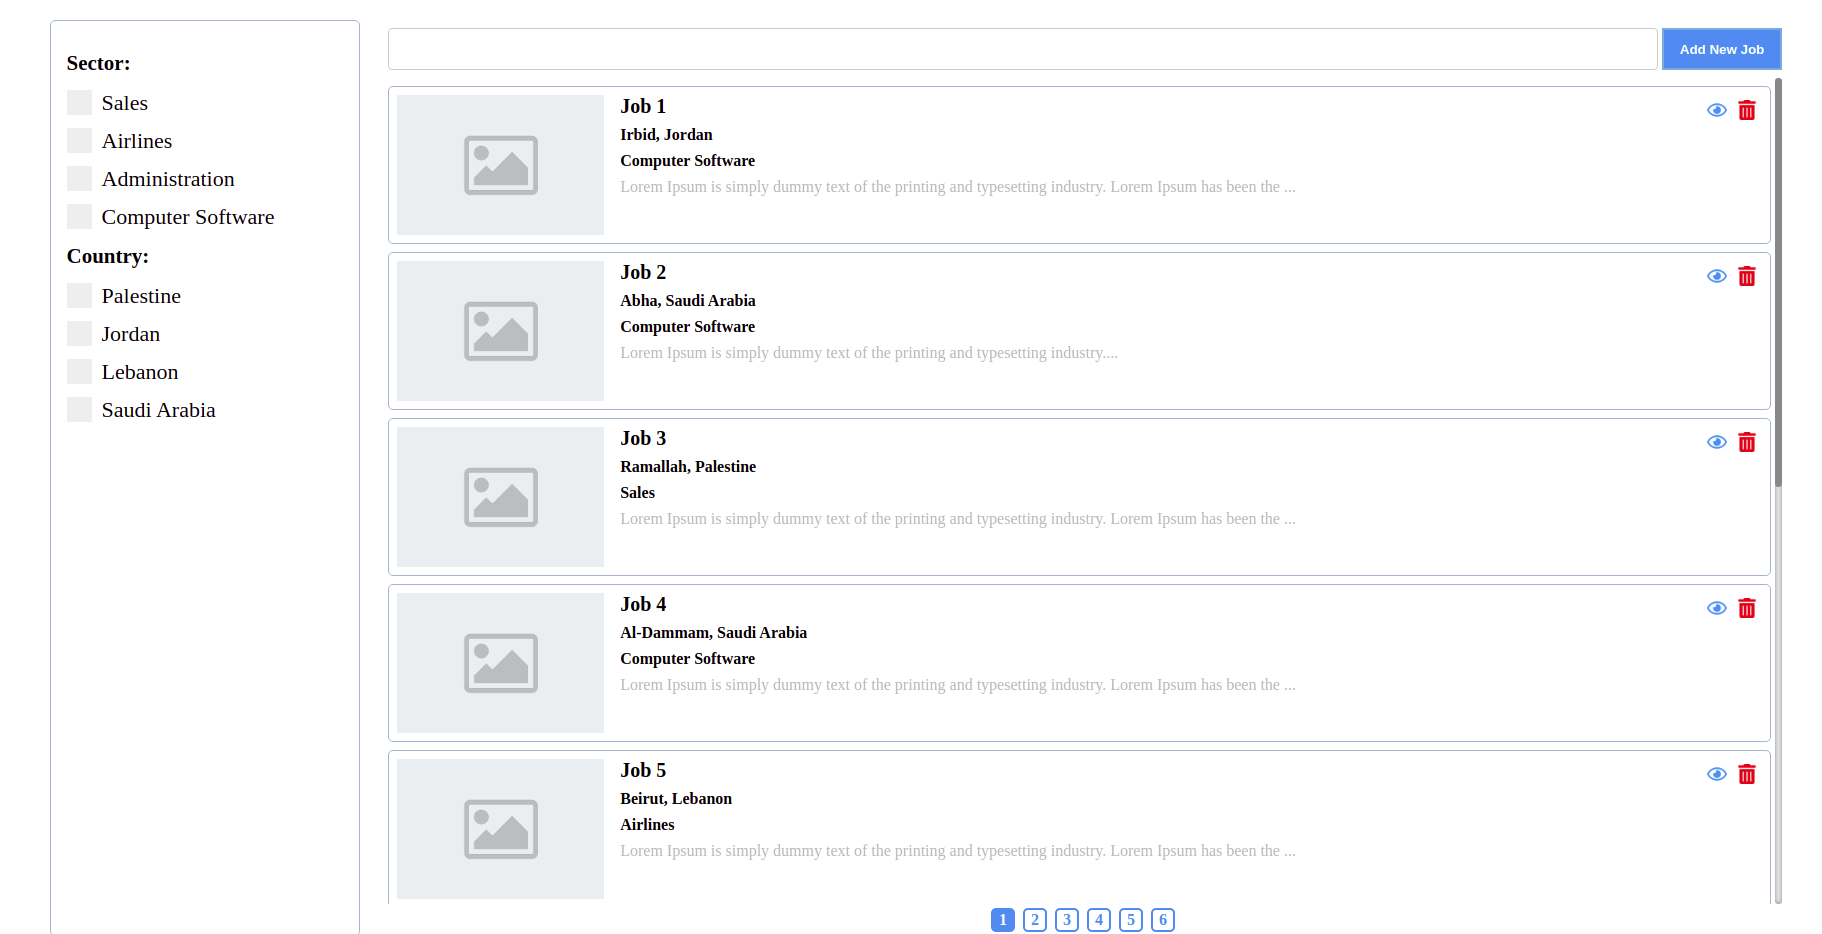 Sector:
Sales
Airlines
Administration
Computer Software
Country:
Palestine
Jordan
Lebanon
Saudi Arabia
Add New Job
Job 1
Irbid, Jordan
Computer Software
Lorem Ipsum is simply dummy text of the printing and typesetting industry. Lorem Ipsum has been the ...
Job 2
Abha, Saudi Arabia
Computer Software
Lorem Ipsum is simply dummy text of the printing and typesetting industry....
Job 3
Ramallah, Palestine
Sales
Lorem Ipsum is simply dummy text of the printing and typesetting industry. Lorem Ipsum has been the ...
Job 4
Al-Dammam, Saudi Arabia
Computer Software
Lorem Ipsum is simply dummy text of the printing and typesetting industry. Lorem Ipsum has been the ...
Job 5
Beirut, Lebanon
Airlines
Lorem Ipsum is simply dummy text of the printing and typesetting industry. Lorem Ipsum has been the ...
1 2 3 4 5 6